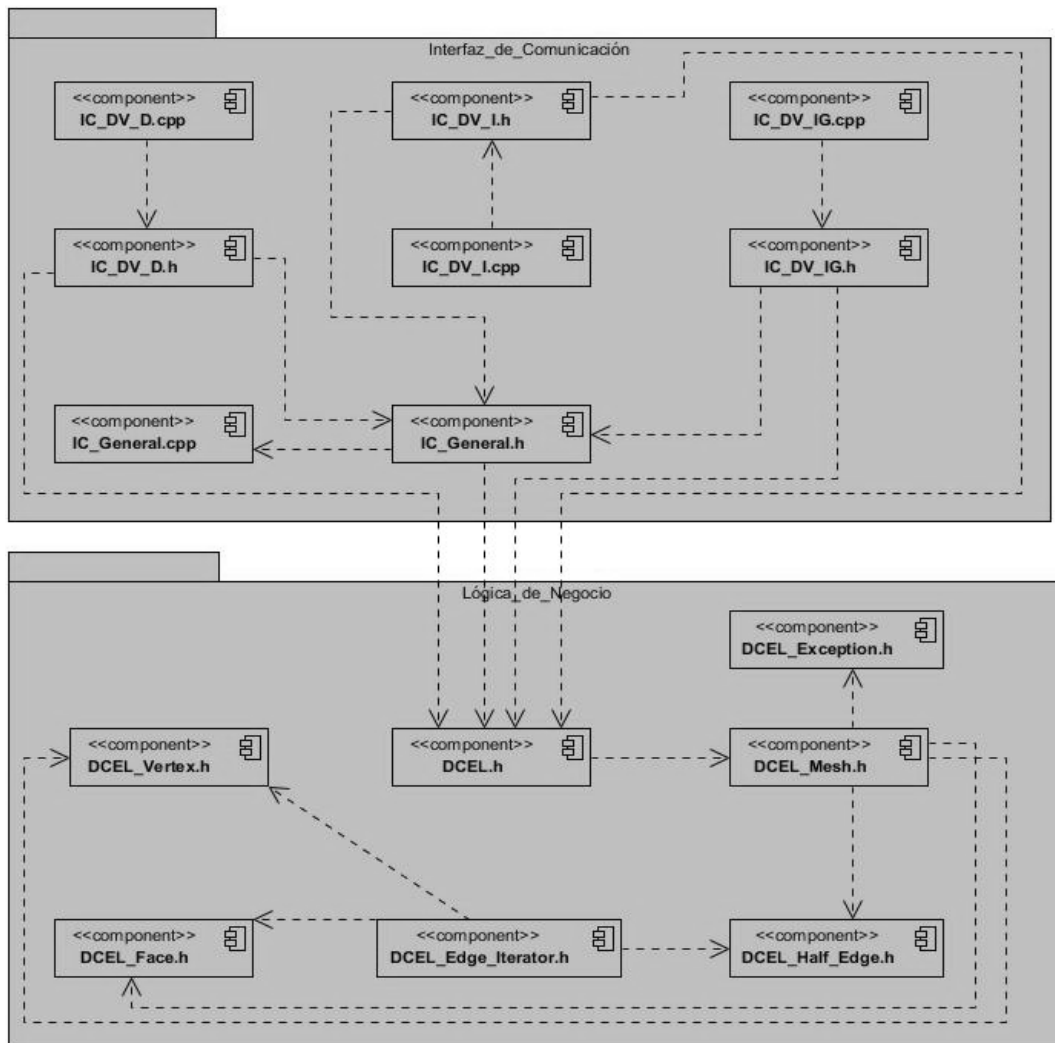 Interfaz_de_Comunicación
<<component>>
IC_DV_D.cpp
<<component>>
IC_DV_I.h
<<component>>
IC_DV_IG.cpp
<<component>>
IC_DV_D.h
<<component>>
IC_DV_I.cpp
<<component>>
IC_DV_IG.h
<<component>>
IC_General.cpp
<<component>>
IC_General.h
Lógica_de_Negocio
<<component>>
DCEL_Exception.h
<<component>>
DCEL_Vertex.h
<<component>>
DCEL.h
<<component>>
DCEL_Mesh.h
<<component>>
DCEL_Face.h
<<component>>
DCEL_Edge_Iterator.h
<<component>>
DCEL_Half_Edge.h